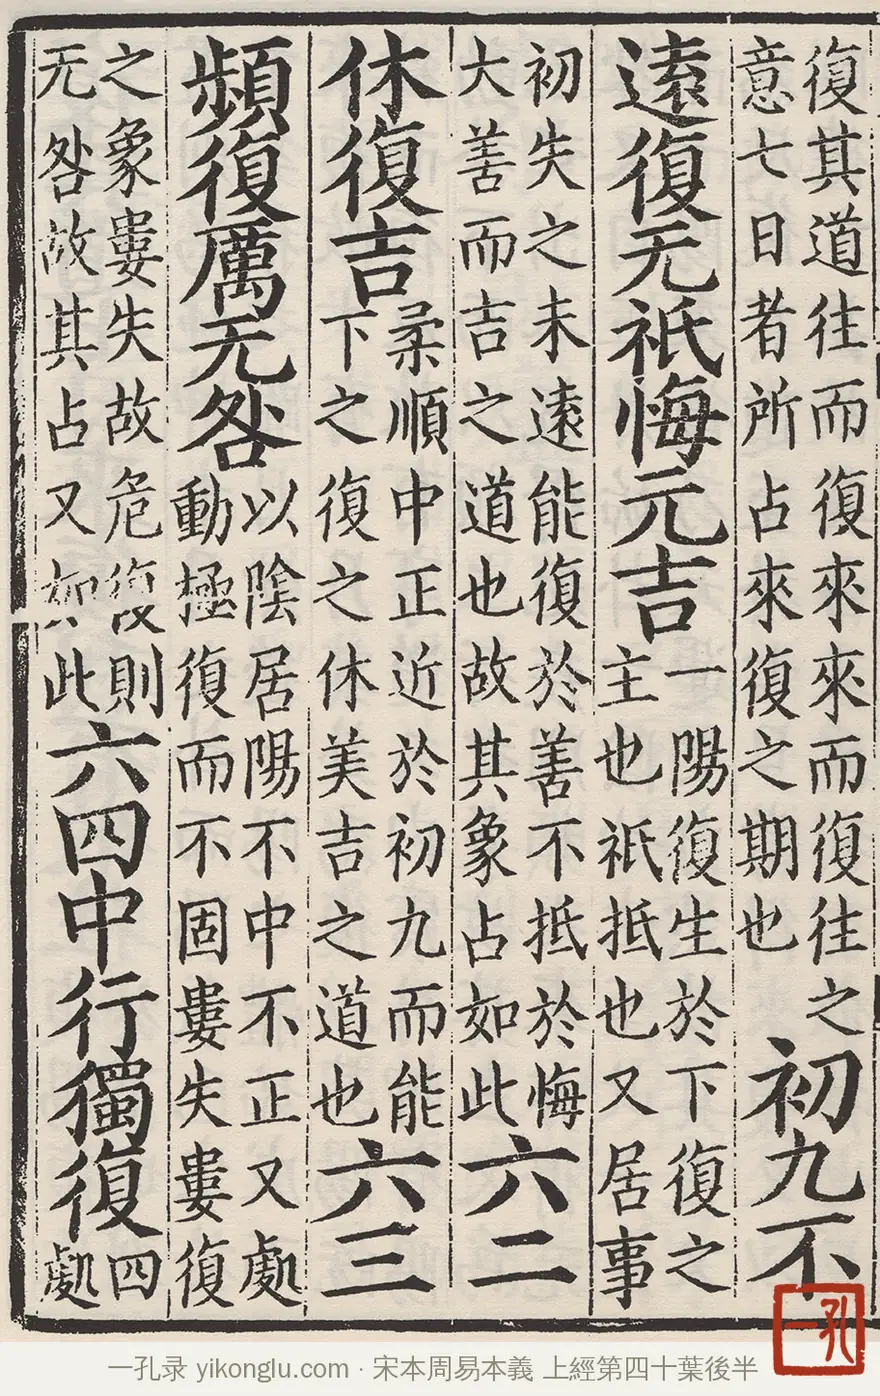 復其道往而復來來而復往之
意七日者所占來復之期也
初九不
遠復无祇悔元吉
一陽復生於下復之
主也祇抵也又居事
初失之未遠能復於善不抵於悔
大善而吉之道也故其象占如此
六二
休復吉
柔順中正近於初九而能
下之復之休美吉之道也
六三
頻復厲无咎
以陰居陽不中不正又處
動極復而不固婁失婁復
之象婁失故危復則
无咎故其占又如此
六四中行獨復
四
處
一孔
一孔录 yikonglu.com · 宋本周易本義 上經第四十葉後半